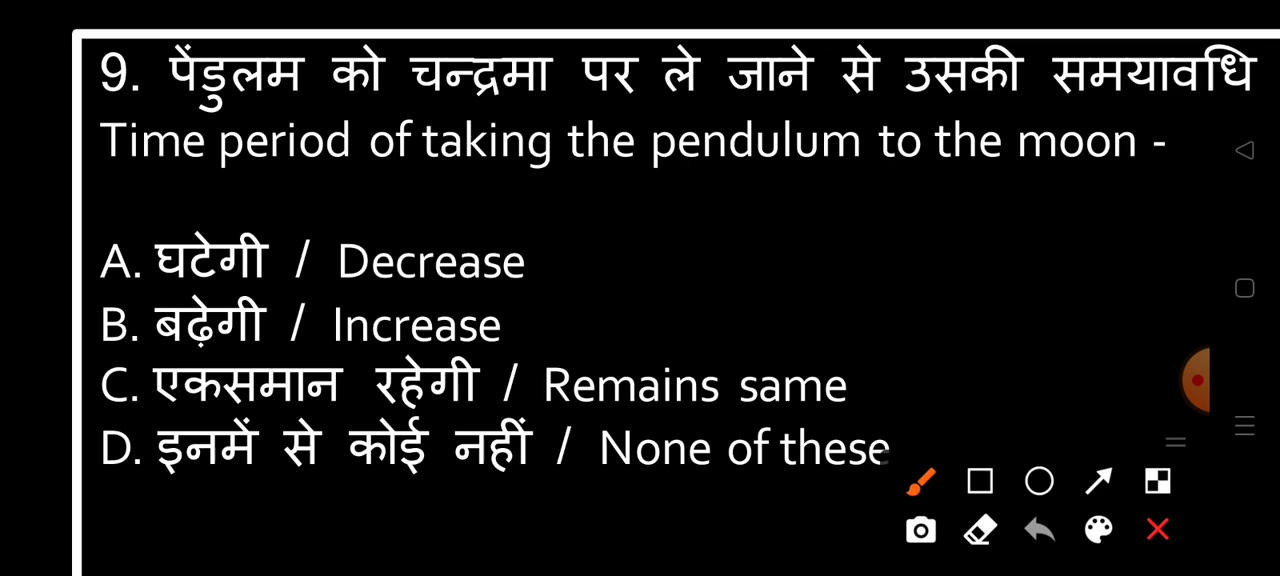 9. पेंडुलम को चन्द्रमा पर ले जाने से उसकी समयावधि
Time period of taking the pendulum to the moon -
A. घटेगी / Decrease
B. बढ़ेगी / Increase
C. एकसमान रहेगी / Remains same
D. इनमें से कोई नहीं / None of these